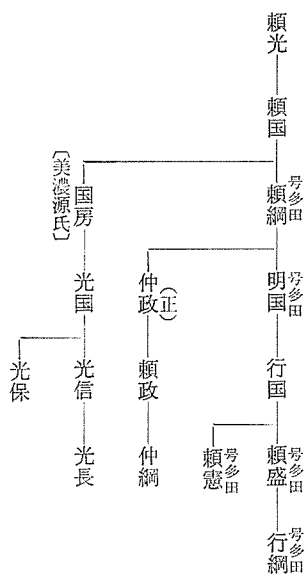 頼光
頼国
号多田
頼綱
号多田
明国
行国
号多田
頼盛
号多田
行綱
号多田
頼憲
仲政
(正)
頼政
仲綱
国房
〔美濃源氏〕
光国
光信
光長
光保